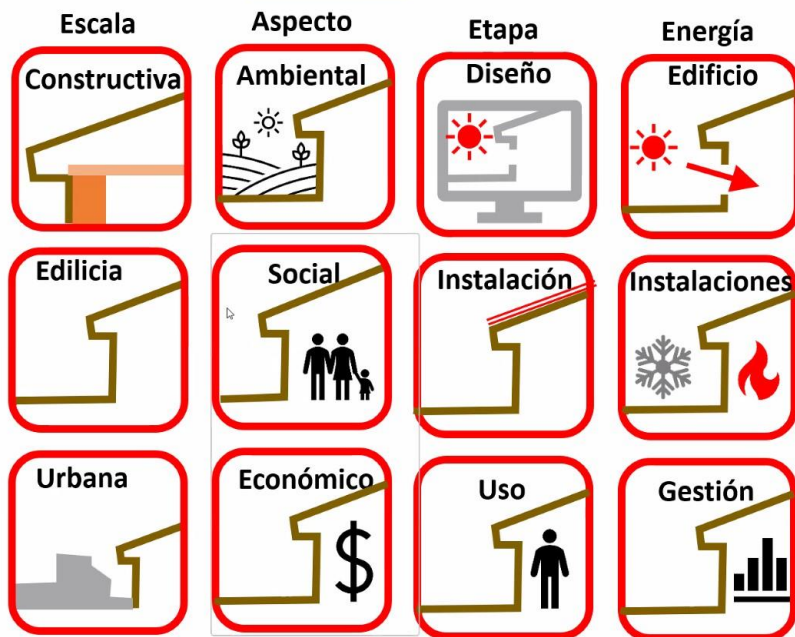 Escala Aspecto Etapa Energía
Constructiva Ambiental Diseño Edificio
Edilicia Social Instalación Instalaciones
Urbana Económico Uso Gestión
$